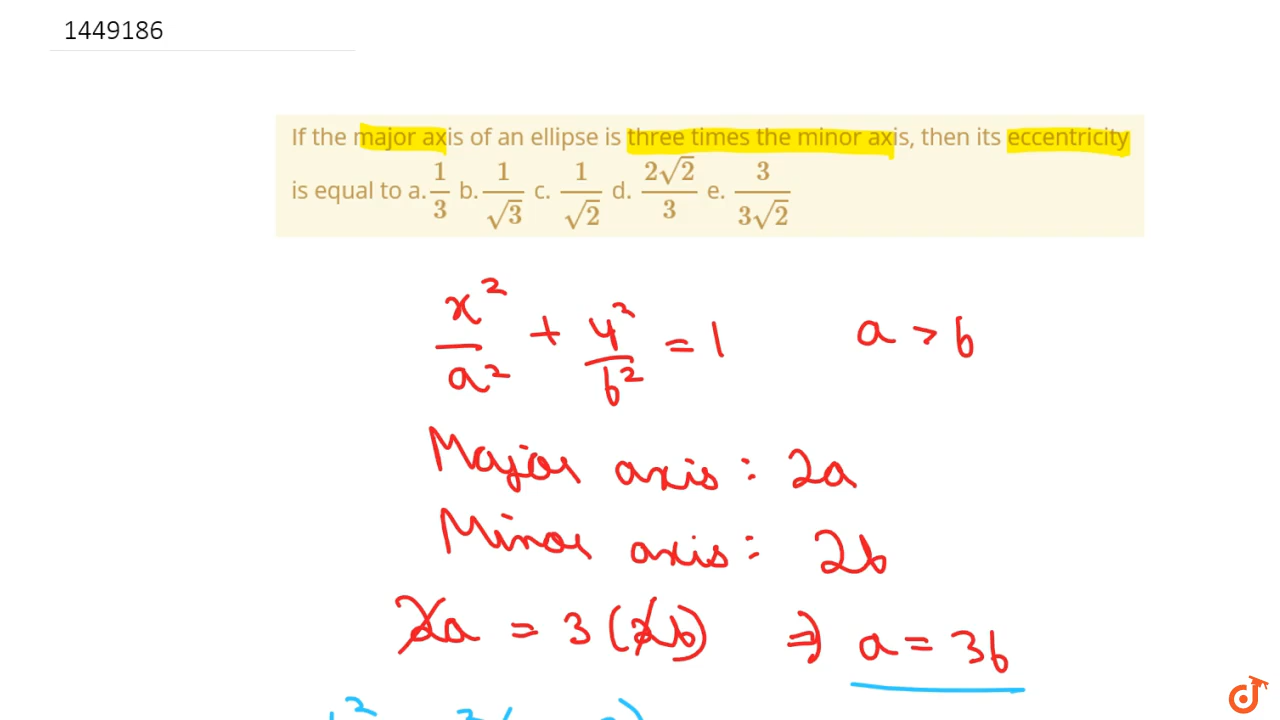 1449186
If the major axis of an ellipse is three times the minor axis, then its eccentricity
is equal to a. 1/3 b. 1/√3 c. 1/√2 d. 2√2/3 e. 3/3√2
x²/a² + y²/b² = 1 a > b
Major axis : 2a
Minor axis : 2b
2a = 3(2b) ⇒ a = 3b